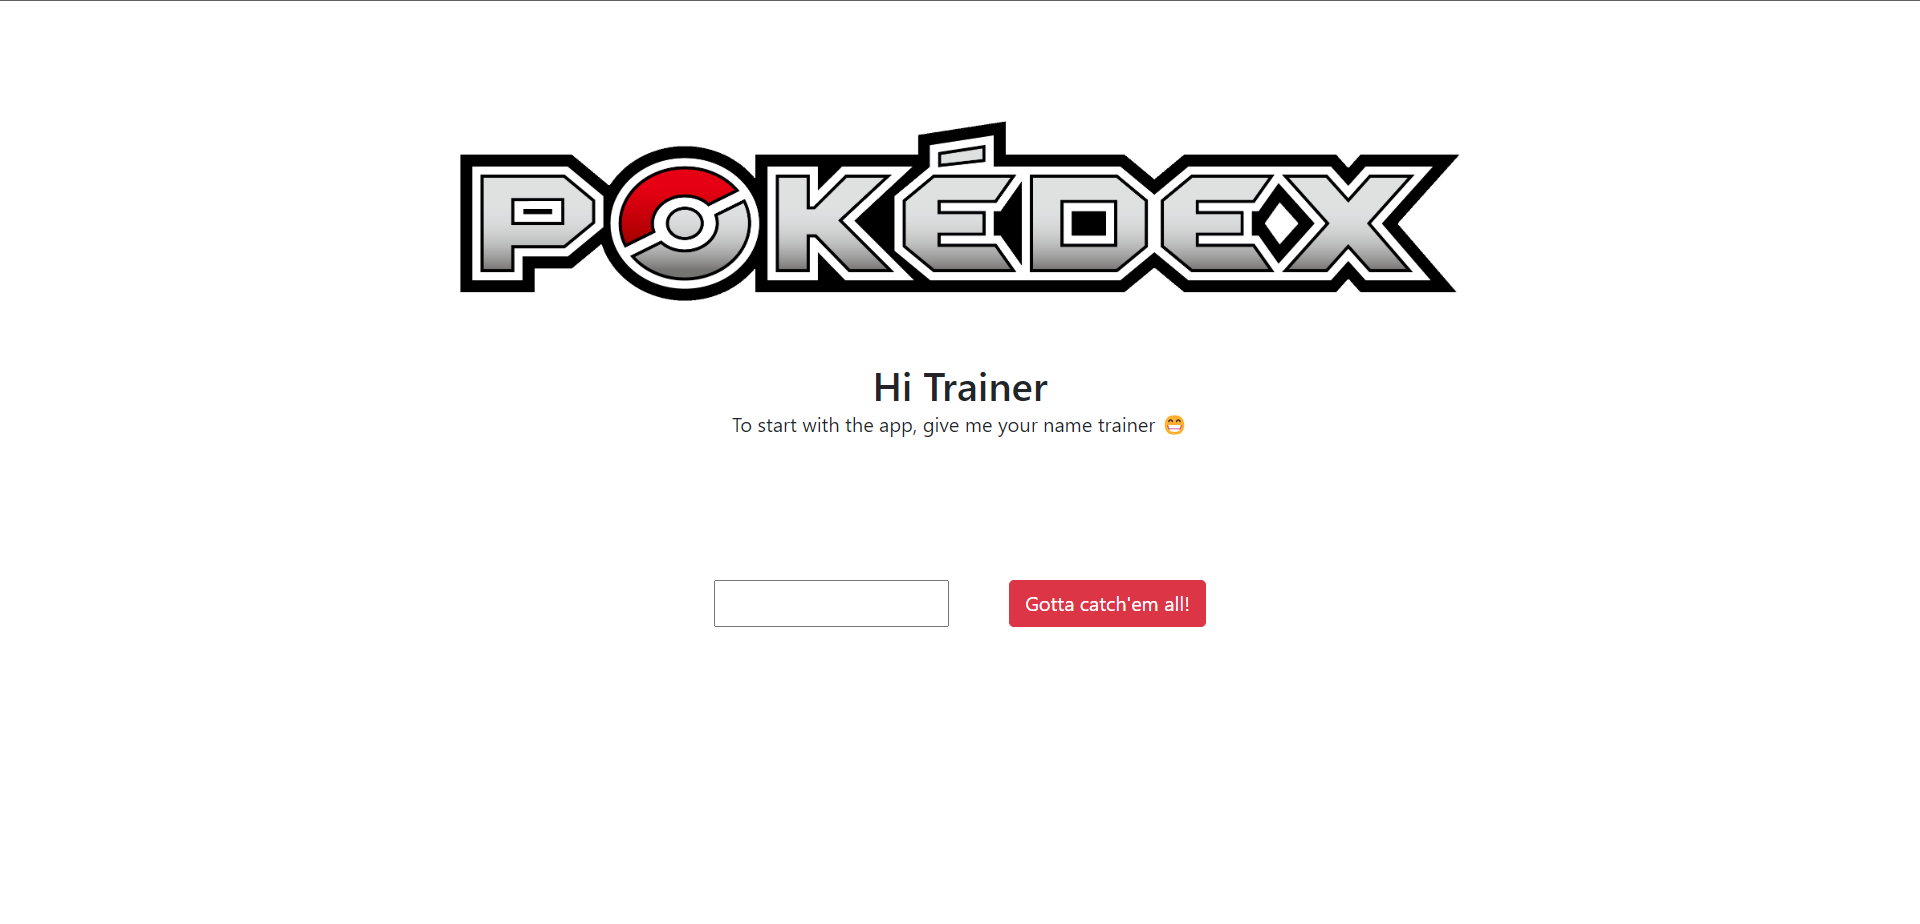 POKÉDEX
Hi Trainer
To start with the app, give me your name trainer 😁
Gotta catch'em all!